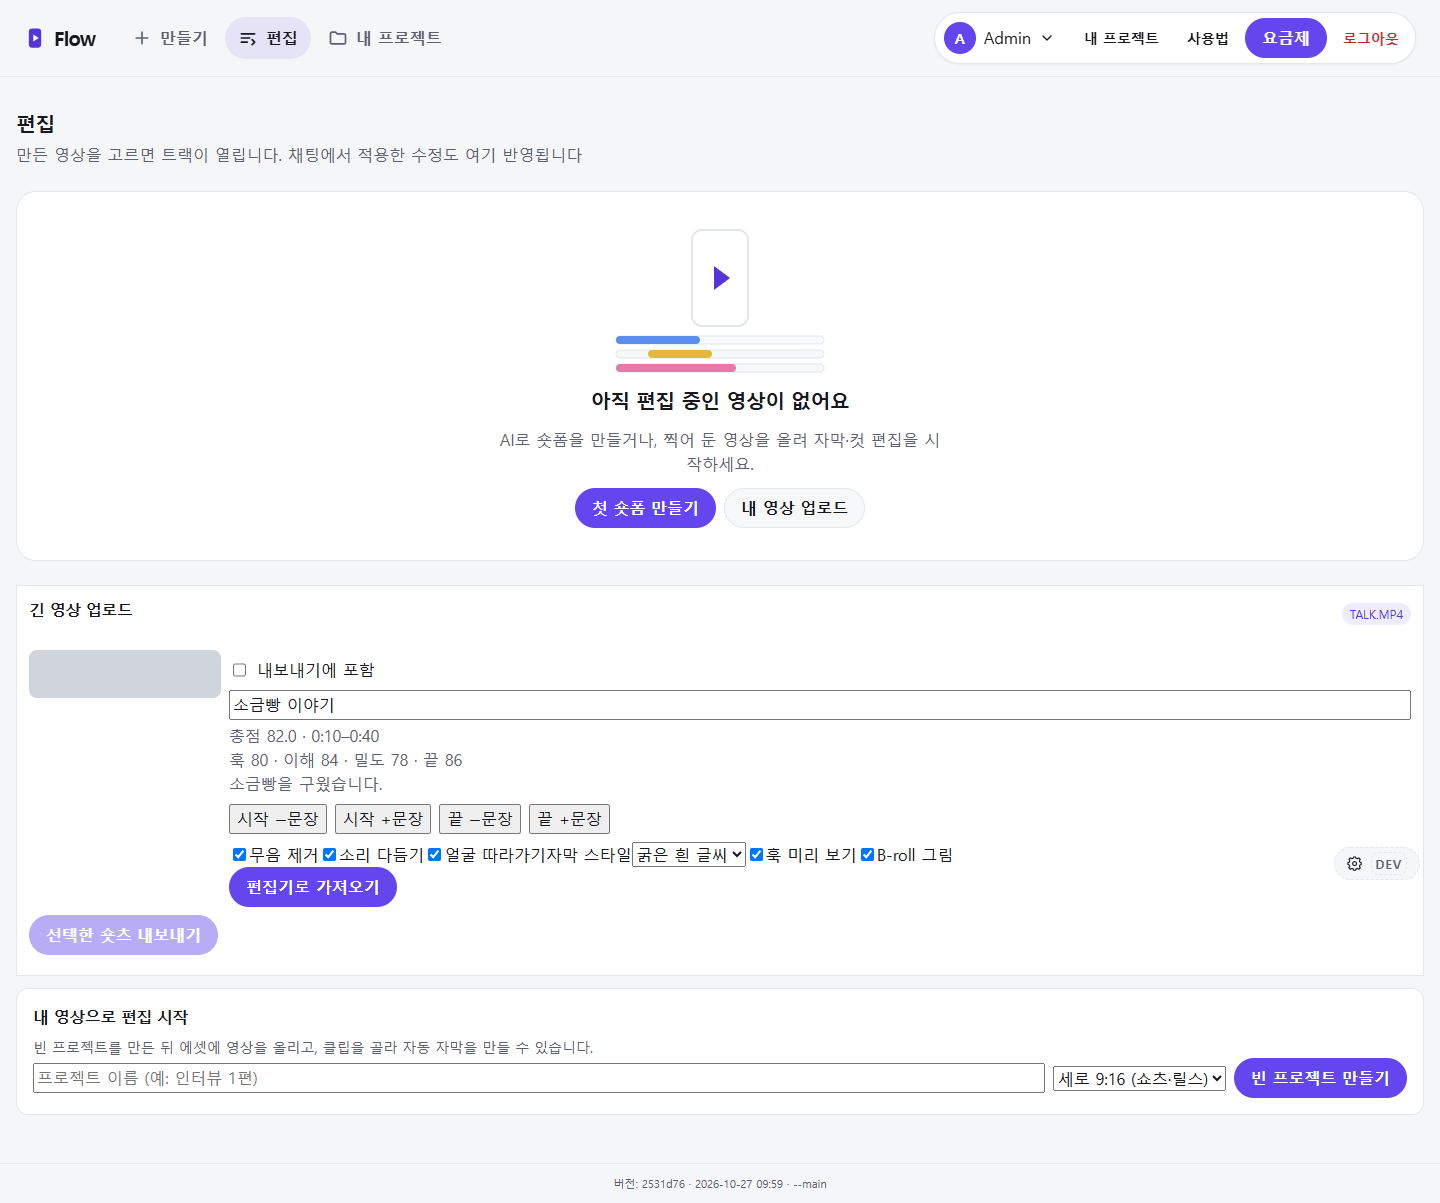 Flow
만들기
편집
내 프로젝트
A
Admin
내 프로젝트
사용법
요금제
로그아웃
편집
만든 영상을 고르면 트랙이 열립니다. 채팅에서 적용한 수정도 여기 반영됩니다
아직 편집 중인 영상이 없어요
AI로 숏폼을 만들거나, 찍어 둔 영상을 올려 자막·컷 편집을 시
작하세요.
첫 숏폼 만들기
내 영상 업로드
긴 영상 업로드
TALK.MP4
내보내기에 포함
소금빵 이야기
총점 82.0 · 0:10–0:40
훅 80 · 이해 84 · 밀도 78 · 끝 86
소금빵을 구웠습니다.
시작 −문장
시작 +문장
끝 −문장
끝 +문장
무음 제거
소리 다듬기
얼굴 따라가기
자막 스타일
굵은 흰 글씨
훅 미리 보기
B-roll 그림
DEV
편집기로 가져오기
선택한 숏츠 내보내기
내 영상으로 편집 시작
빈 프로젝트를 만든 뒤 에셋에 영상을 올리고, 클립을 골라 자동 자막을 만들 수 있습니다.
프로젝트 이름 (예: 인터뷰 1편)
세로 9:16 (쇼츠·릴스)
빈 프로젝트 만들기
버전: 2531d76 · 2026-10-27 09:59 · --main